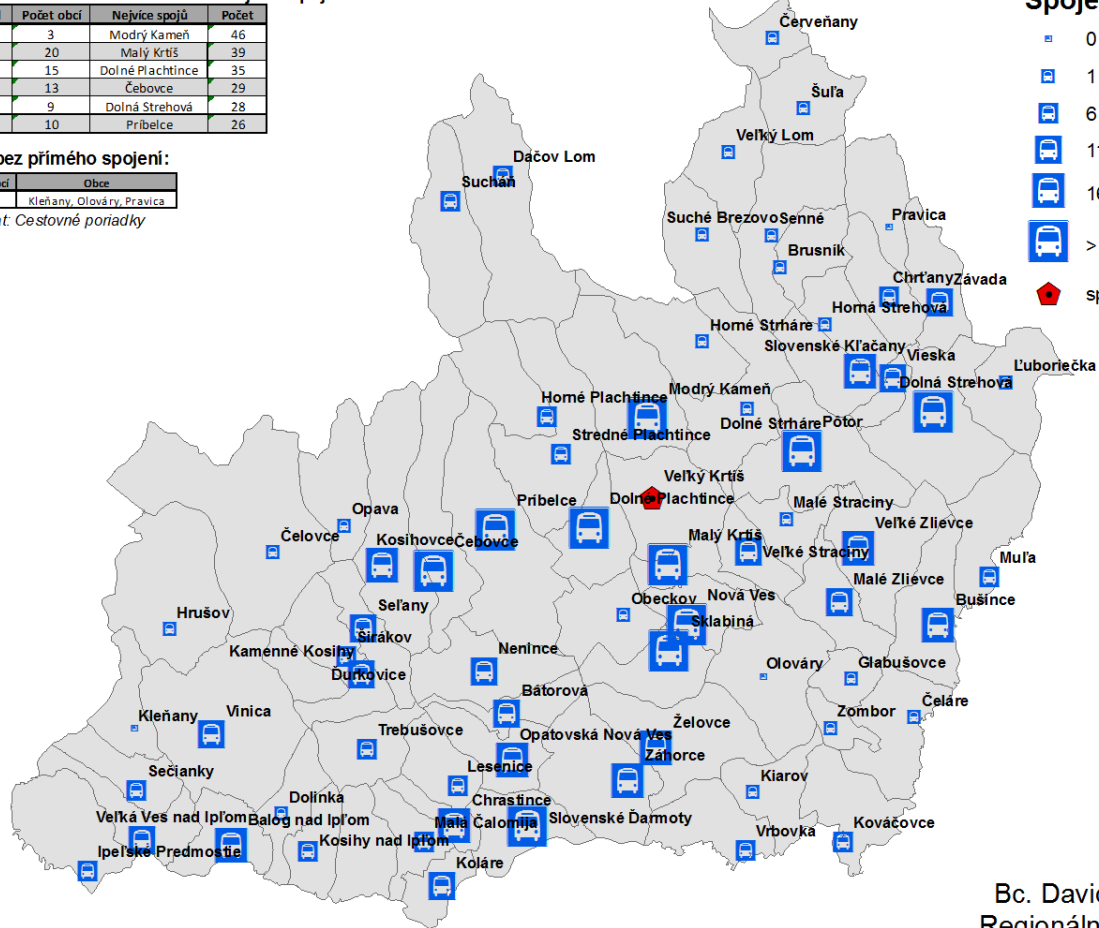 Počet obcí Nejvíce spojů Počet
3 Modrý Kameň 46
20 Malý Krtíš 39
15 Dolné Plachtince 35
13 Čebovce 29
9 Dolná Strehová 28
10 Príbelce 26
bez přímého spojení:
Obce
Kleňany, Olováry, Pravica
Cestovné poriadky
0
1
6
>
Červeňany
Šuľa
Veľký Lom
Dačov Lom
Sucháň
Suché Brezovo
Senné
Pravica
Brusník
Chrťany
Závada
Horná Strehová
Horné Strháre
Slovenské Kľačany
Vieska
Ľuboriečka
Dolná Strehová
Modrý Kameň
Horné Plachtince
Dolné Strháre
Pôtor
Stredné Plachtince
Veľký Krtíš
Dolné Plachtince
Príbelce
Malé Straciny
Opava
Veľké Zlievce
Čelovce
Kosihovce
Čebovce
Malý Krtíš
Veľké Straciny
Muľa
Malé Zlievce
Bušince
Seľany
Obeckov
Nová Ves
Hrušov
Sklabiná
Širákov
Kamenné Kosihy
Nenince
Olováry
Glabušovce
Ďurkovice
Bátorová
Čeláre
Kleňany
Vinica
Zombor
Želovce
Trebušovce
Opatovská Nová Ves
Záhorce
Lesenice
Sečianky
Kiarov
Dolinka
Chrastince
Veľká Ves nad Ipľom
Balog nad Ipľom
Malá Čalomija
Slovenské Ďarmoty
Kosihy nad Ipľom
Vrbovka
Kováčovce
Ipeľské Predmostie
Koláre
Bc.